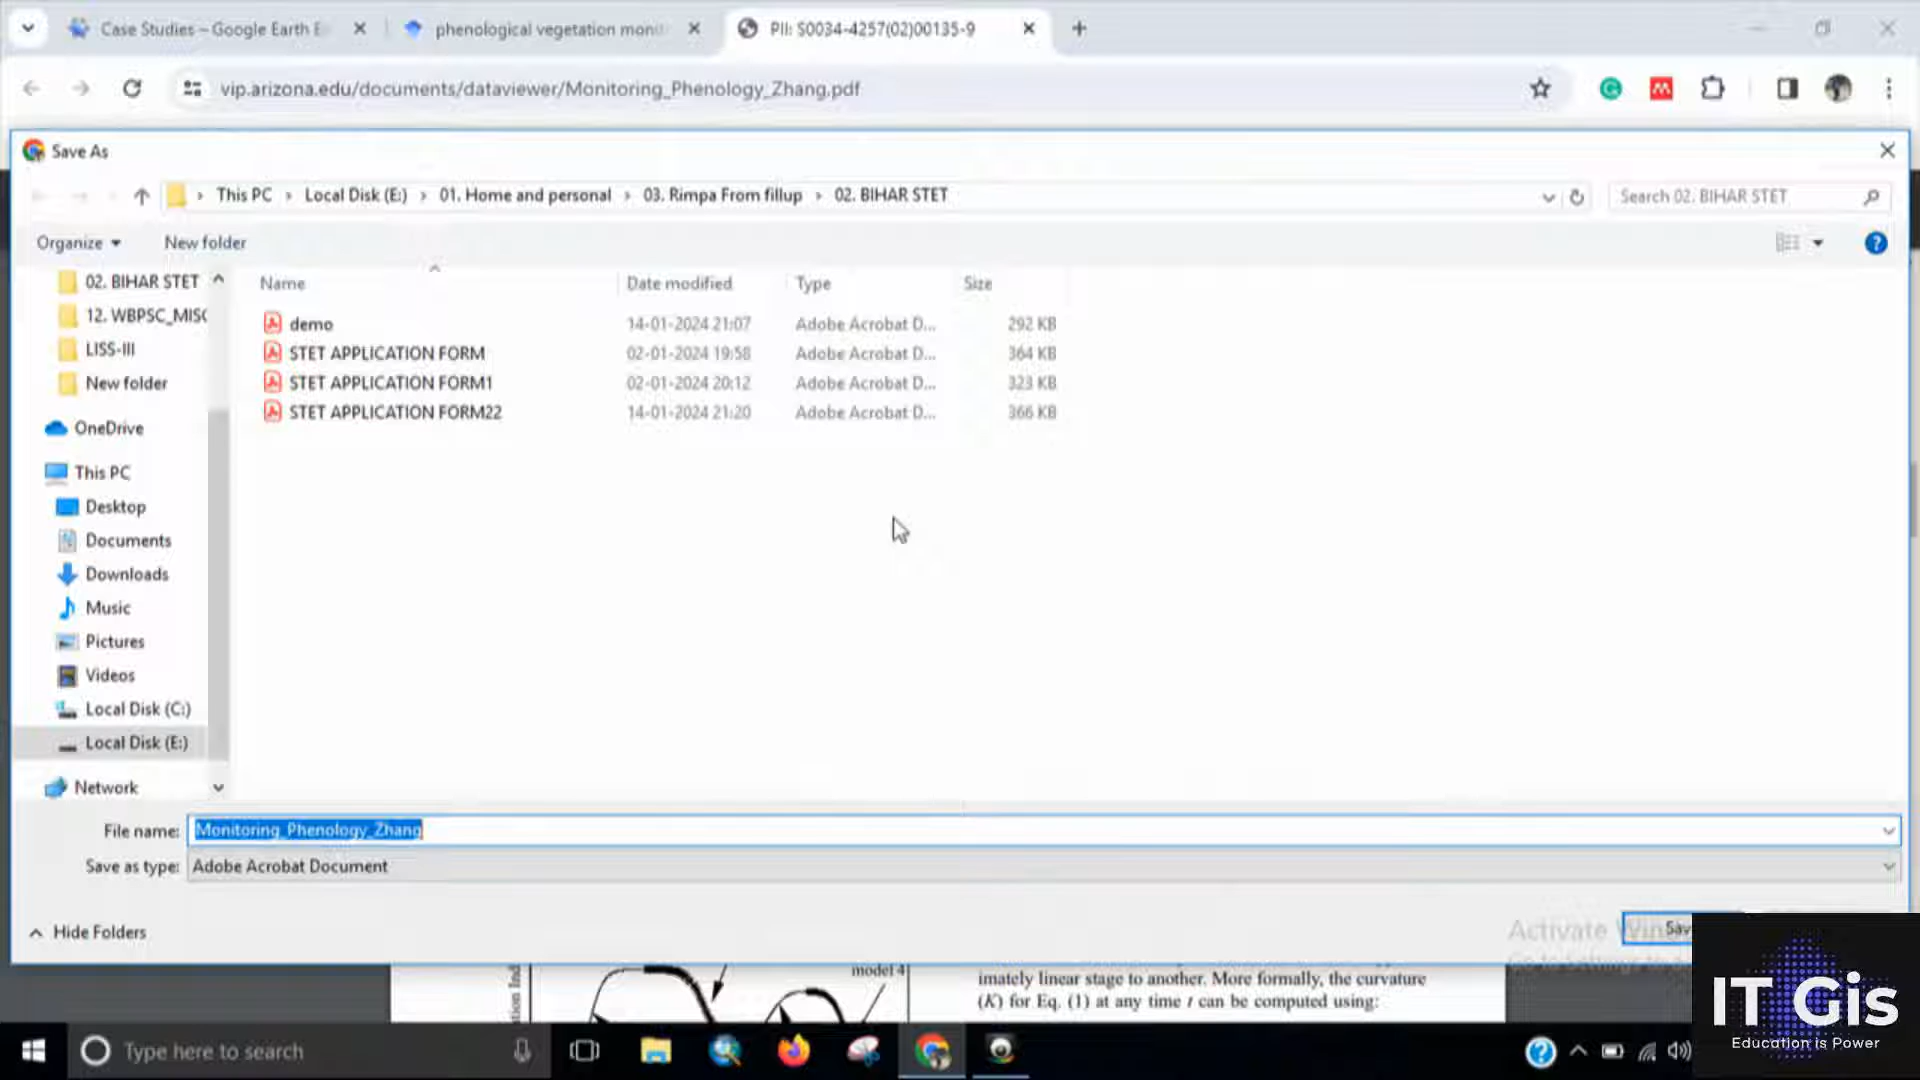 Case Studies – Google Earth E
phenological vegetation moni
PII: S0034-4257(02)00135-9
vip.arizona.edu/documents/dataviewer/Monitoring_Phenology_Zhang.pdf
Save As
This PC › Local Disk (E:) › 01. Home and personal › 03. Rimpa From fillup › 02. BIHAR STET
Search 02. BIHAR STET
Organize
New folder
Name Date modified Type Size
demo 14-01-2024 21:07 Adobe Acrobat D... 292 KB
STET APPLICATION FORM 02-01-2024 19:58 Adobe Acrobat D... 364 KB
STET APPLICATION FORM1 02-01-2024 20:12 Adobe Acrobat D... 323 KB
STET APPLICATION FORM22 14-01-2024 21:20 Adobe Acrobat D... 366 KB
02. BIHAR STET
12. WBPSC_MISC
LISS-III
New folder
OneDrive
This PC
Desktop
Documents
Downloads
Music
Pictures
Videos
Local Disk (C:)
Local Disk (E:)
Network
File name: Monitoring_Phenology_Zhang
Save as type: Adobe Acrobat Document
Hide Folders
Activate Win
Sav
model 4
imately linear stage to another. More formally, the curvature
(K) for Eq. (1) at any time t can be computed using:
ation Ind
Type here to search
IT Gis
Education is Power